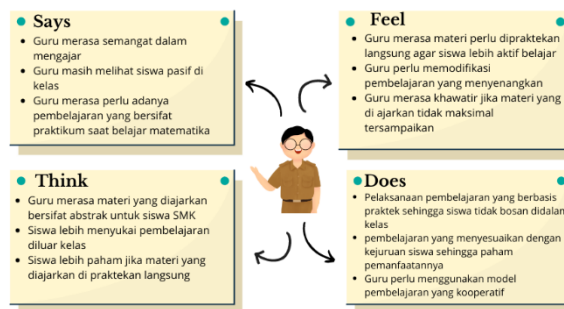 Says
Guru merasa semangat dalam
mengajar
Guru masih melihat siswa pasif di
kelas
Guru merasa perlu adanya
pembelajaran yang bersifat
praktikum saat belajar matematika
Feel
Guru merasa materi perlu dipraktekan
langsung agar siswa lebih aktif belajar
Guru perlu memodifikasi
pembelajaran yang menyenangkan
Guru merasa khawatir jika materi yang
di ajarkan tidak maksimal
tersampaikan
Think
Guru merasa materi yang diajarkan
bersifat abstrak untuk siswa SMK
Siswa lebih menyukai pembelajaran
diluar kelas
Siswa lebih paham jika materi yang
diajarkan di praktekan langsung
Does
Pelaksanaan pembelajaran yang berbasis
praktek sehingga siswa tidak bosan didalam
kelas
pembelajaran yang menyesuaikan dengan
kejuruan siswa sehingga paham
pemanfaatannya
Guru perlu menggunakan model
pembelajaran yang kooperatif